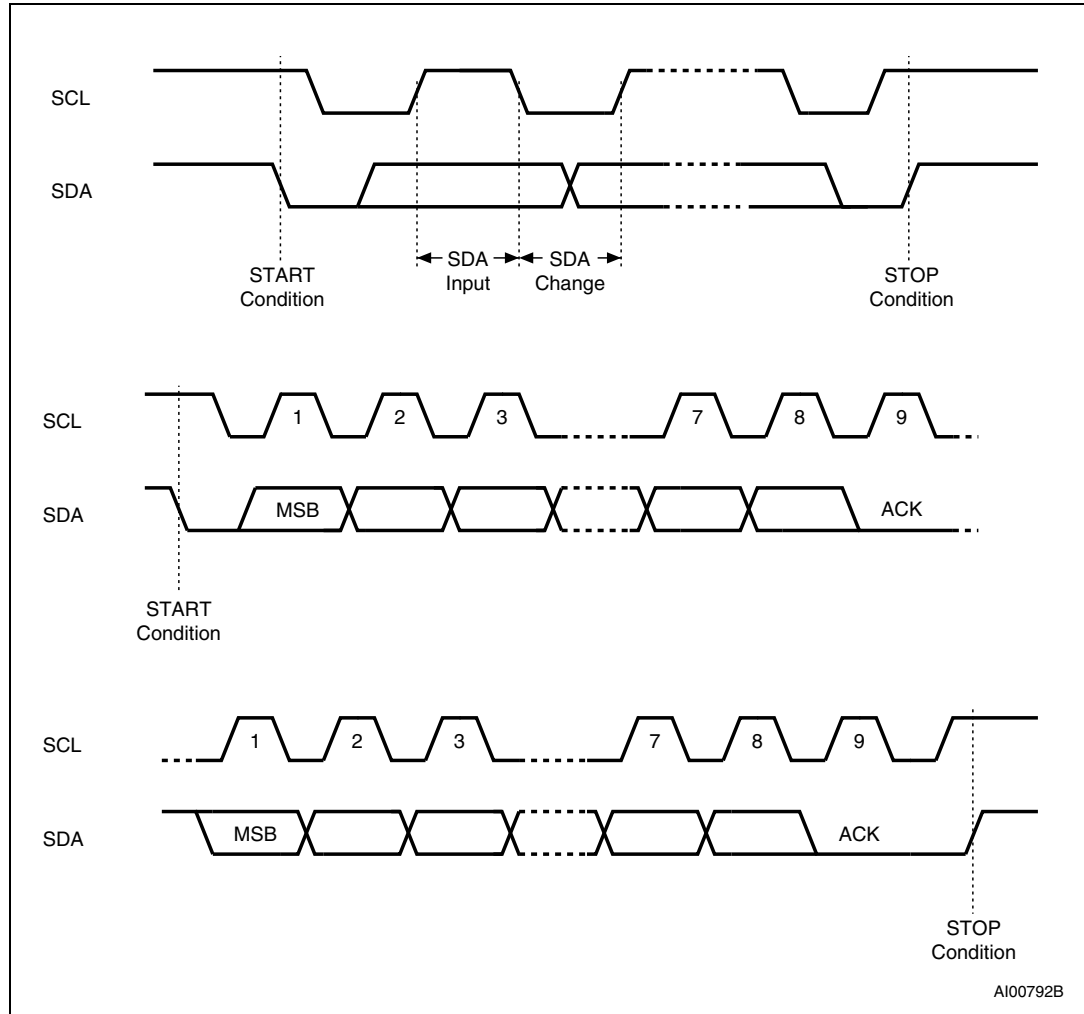 SCL
SDA
SDA
Input
SDA
Change
START
Condition
STOP
Condition
SCL
1
2
3
7
8
9
SDA
MSB
ACK
START
Condition
SCL
1
2
3
7
8
9
SDA
MSB
ACK
STOP
Condition
AI00792B